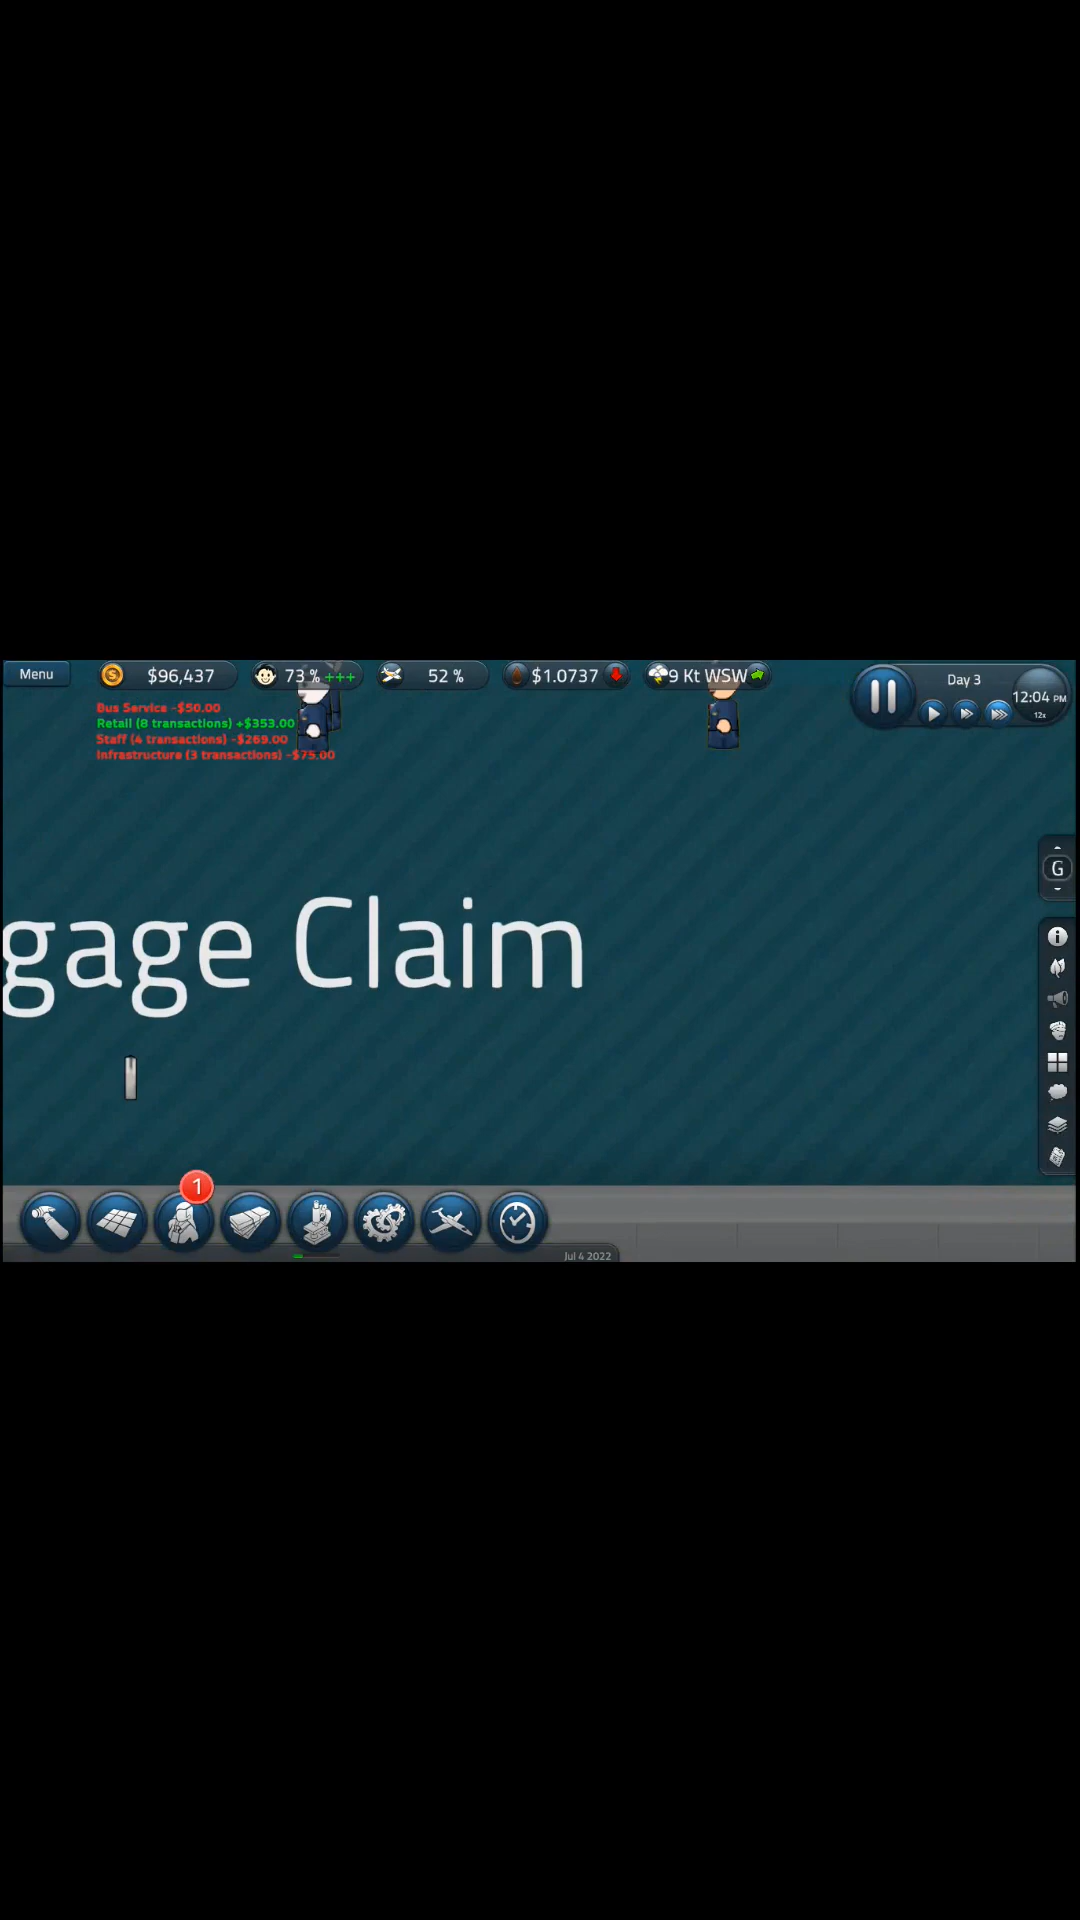 Menu
$96,437
73 % +++
52 %
$1.0737
9 Kt WSW
Day 3
12:04 PM
12x
Bus Service -$50.00
Retail (8 transactions) +$353.00
Staff (4 transactions) -$269.00
Infrastructure (3 transactions) -$75.00
G
gage Claim
1
Jul 4 2022